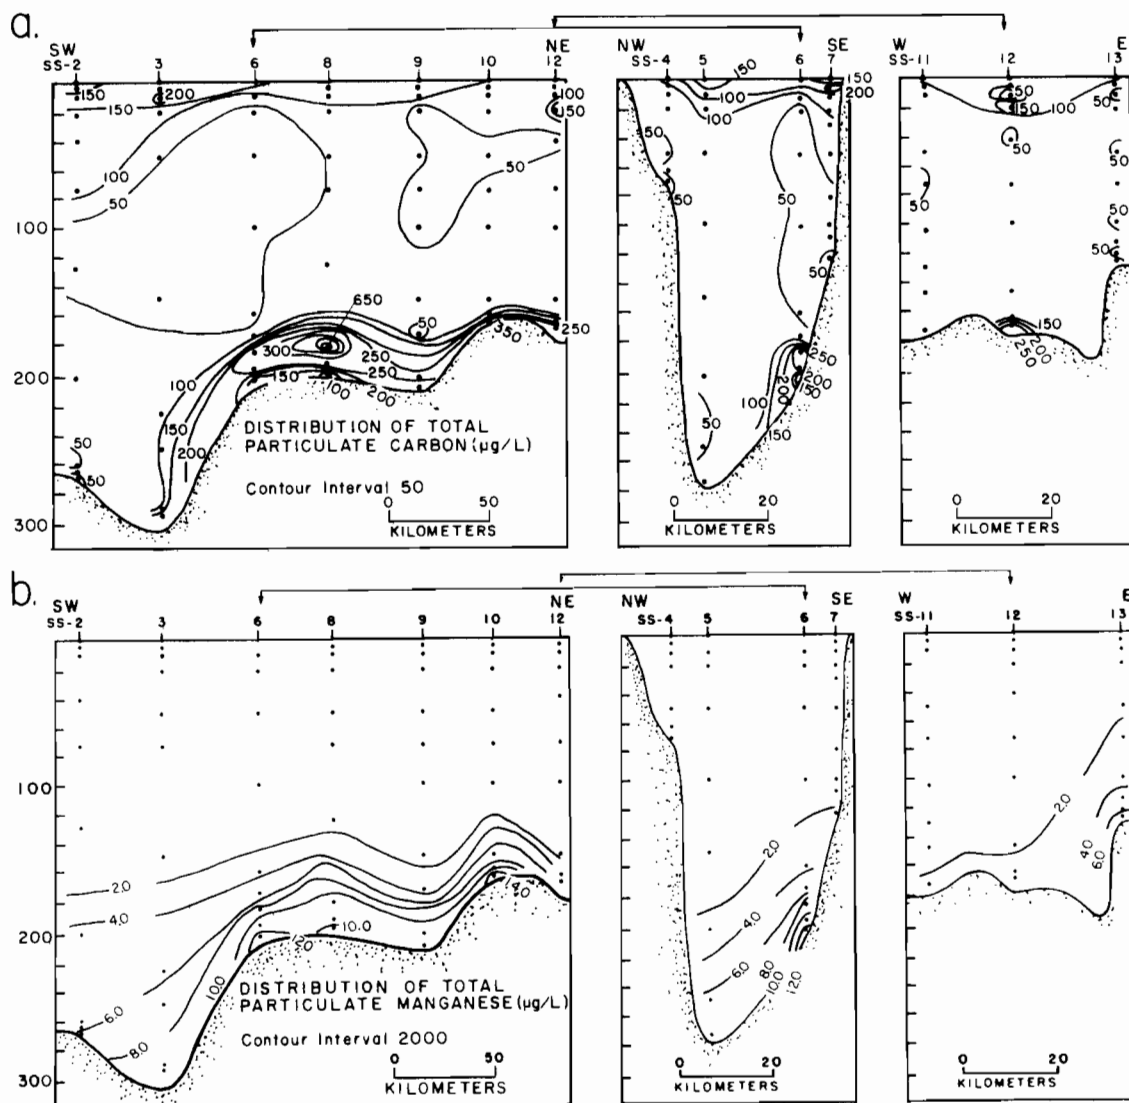 a.
SW NE NW SE W E
SS-2 3 6 8 9 10 12 SS-4 5 6 7 SS-11 12 13
150 200 100 150 150 50 100
150 150 100 200 50
100 50 50 50
100 50 50 50 50 50
100
650
50 50 50
300 250 350 250 150
100 250 250 200
200 150 100 200 200 150 250
150 200 100 150
50 50 50
DISTRIBUTION OF TOTAL
PARTICULATE CARBON (µg/L)
Contour Interval 50
0 50
KILOMETERS
0 20
KILOMETERS
0 20
KILOMETERS
300
b.
SW NE NW SE W E
SS-2 3 6 8 9 10 12 SS-4 5 6 7 SS-11 12 13
100
2.0 2.0 2.0
4.0 14.0 4.0 4.0 6.0
200 10.0 12.0
6.0 8.0 10.0 6.0 8.0 10.0 12.0
DISTRIBUTION OF TOTAL
PARTICULATE MANGANESE (µg/L)
Contour Interval 2000
0 50
KILOMETERS
0 20
KILOMETERS
0 20
KILOMETERS
300